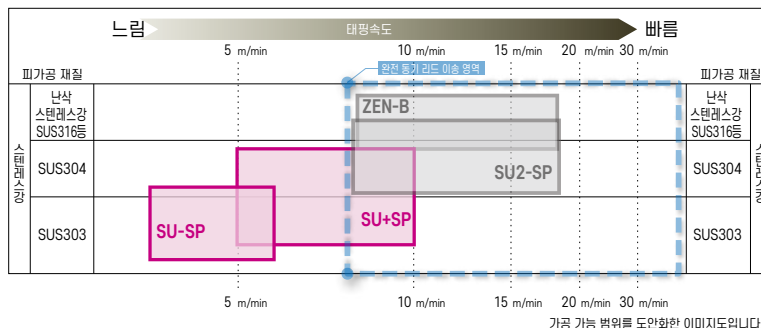 느림 태핑속도 빠름
5 m/min 10 m/min 15 m/min 20 m/min 30 m/min
완전 동기 리드 이송 영역
피가공 재질 피가공 재질
난삭
스텐레스강
SUS316등
ZEN-B
난삭
스텐레스강
SUS316등
스텐레스강
SUS304
SU2-SP
SUS304
스텐레스강
SUS303
SU-SP
SU+SP
SUS303
5 m/min 10 m/min 15 m/min 20 m/min 30 m/min
가공 가능 범위를 도안화한 이미지도입니다